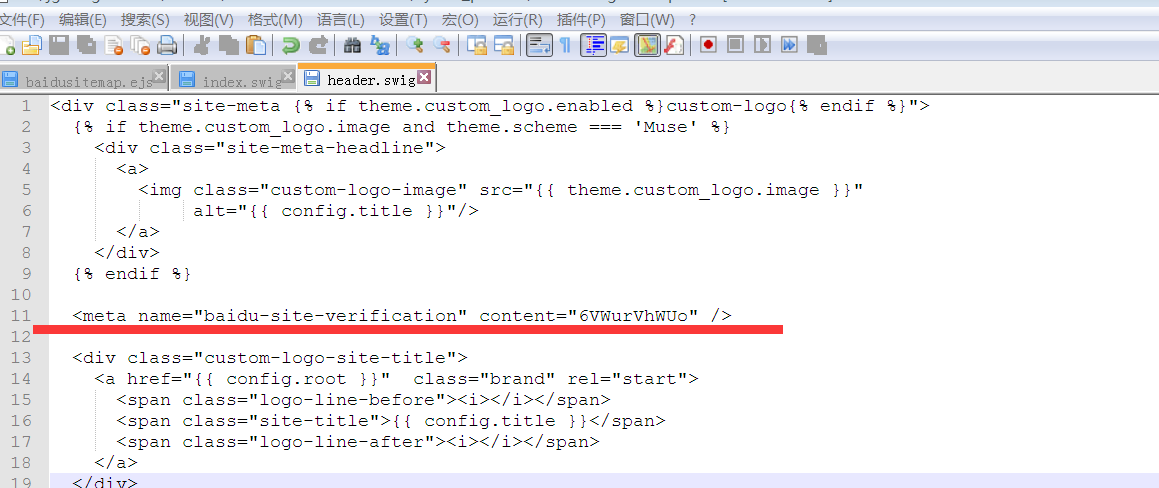 文件(F) 编辑(E) 搜索(S) 视图(V) 格式(M) 语言(L) 设置(T) 宏(O) 运行(R) 插件(P) 窗口(W) ?
baidusitemap.ejs index.swig header.swig
1 <div class="site-meta {% if theme.custom_logo.enabled %}custom-logo{% endif %}">
2 {% if theme.custom_logo.image and theme.scheme === 'Muse' %}
3 <div class="site-meta-headline">
4 <a>
5 <img class="custom-logo-image" src="{{ theme.custom_logo.image }}"
6 alt="{{ config.title }}"/>
7 </a>
8 </div>
9 {% endif %}
10
11 <meta name="baidu-site-verification" content="6VWurVhWUo" />
12
13 <div class="custom-logo-site-title">
14 <a href="{{ config.root }}"  class="brand" rel="start">
15 <span class="logo-line-before"><i></i></span>
16 <span class="site-title">{{ config.title }}</span>
17 <span class="logo-line-after"><i></i></span>
18 </a>
19 </div>